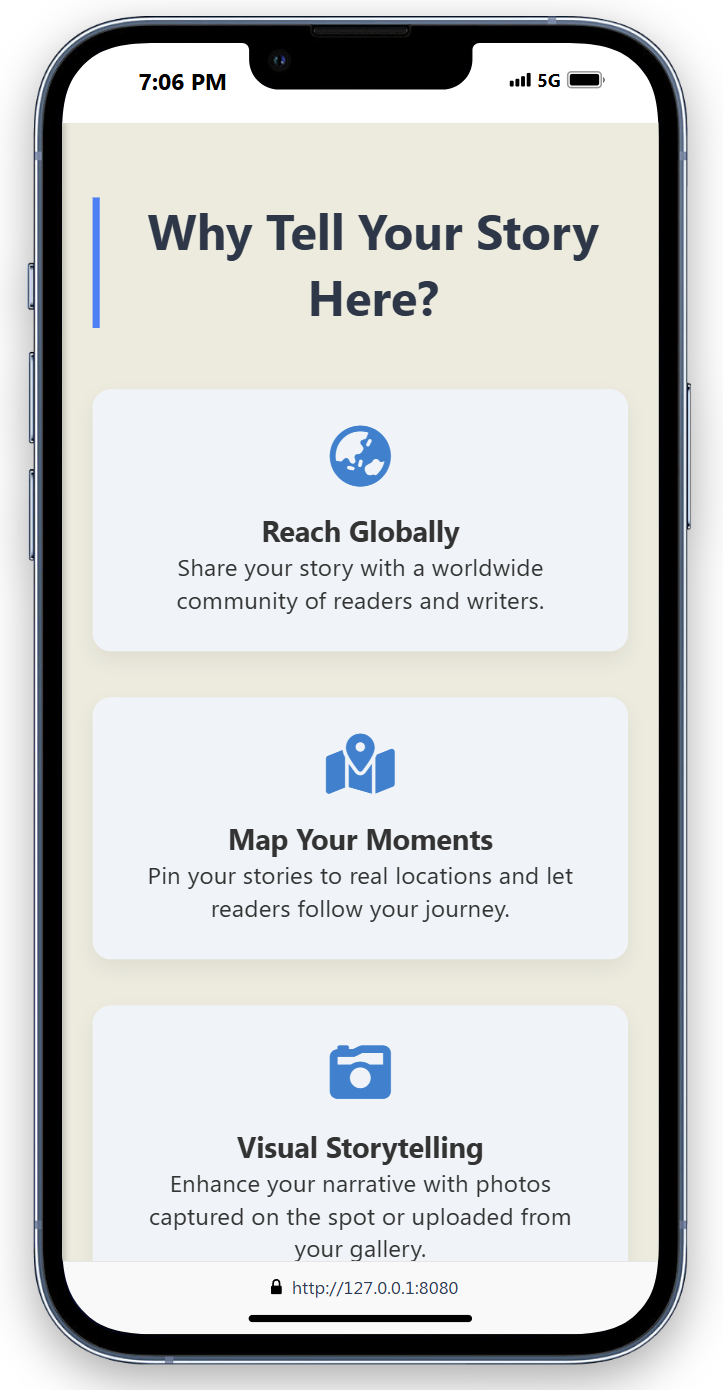 7:06 PM 5G
Why Tell Your Story
Here?
Reach Globally
Share your story with a worldwide
community of readers and writers.
Map Your Moments
Pin your stories to real locations and let
readers follow your journey.
Visual Storytelling
Enhance your narrative with photos
captured on the spot or uploaded from
your gallery.
http://127.0.0.1:8080